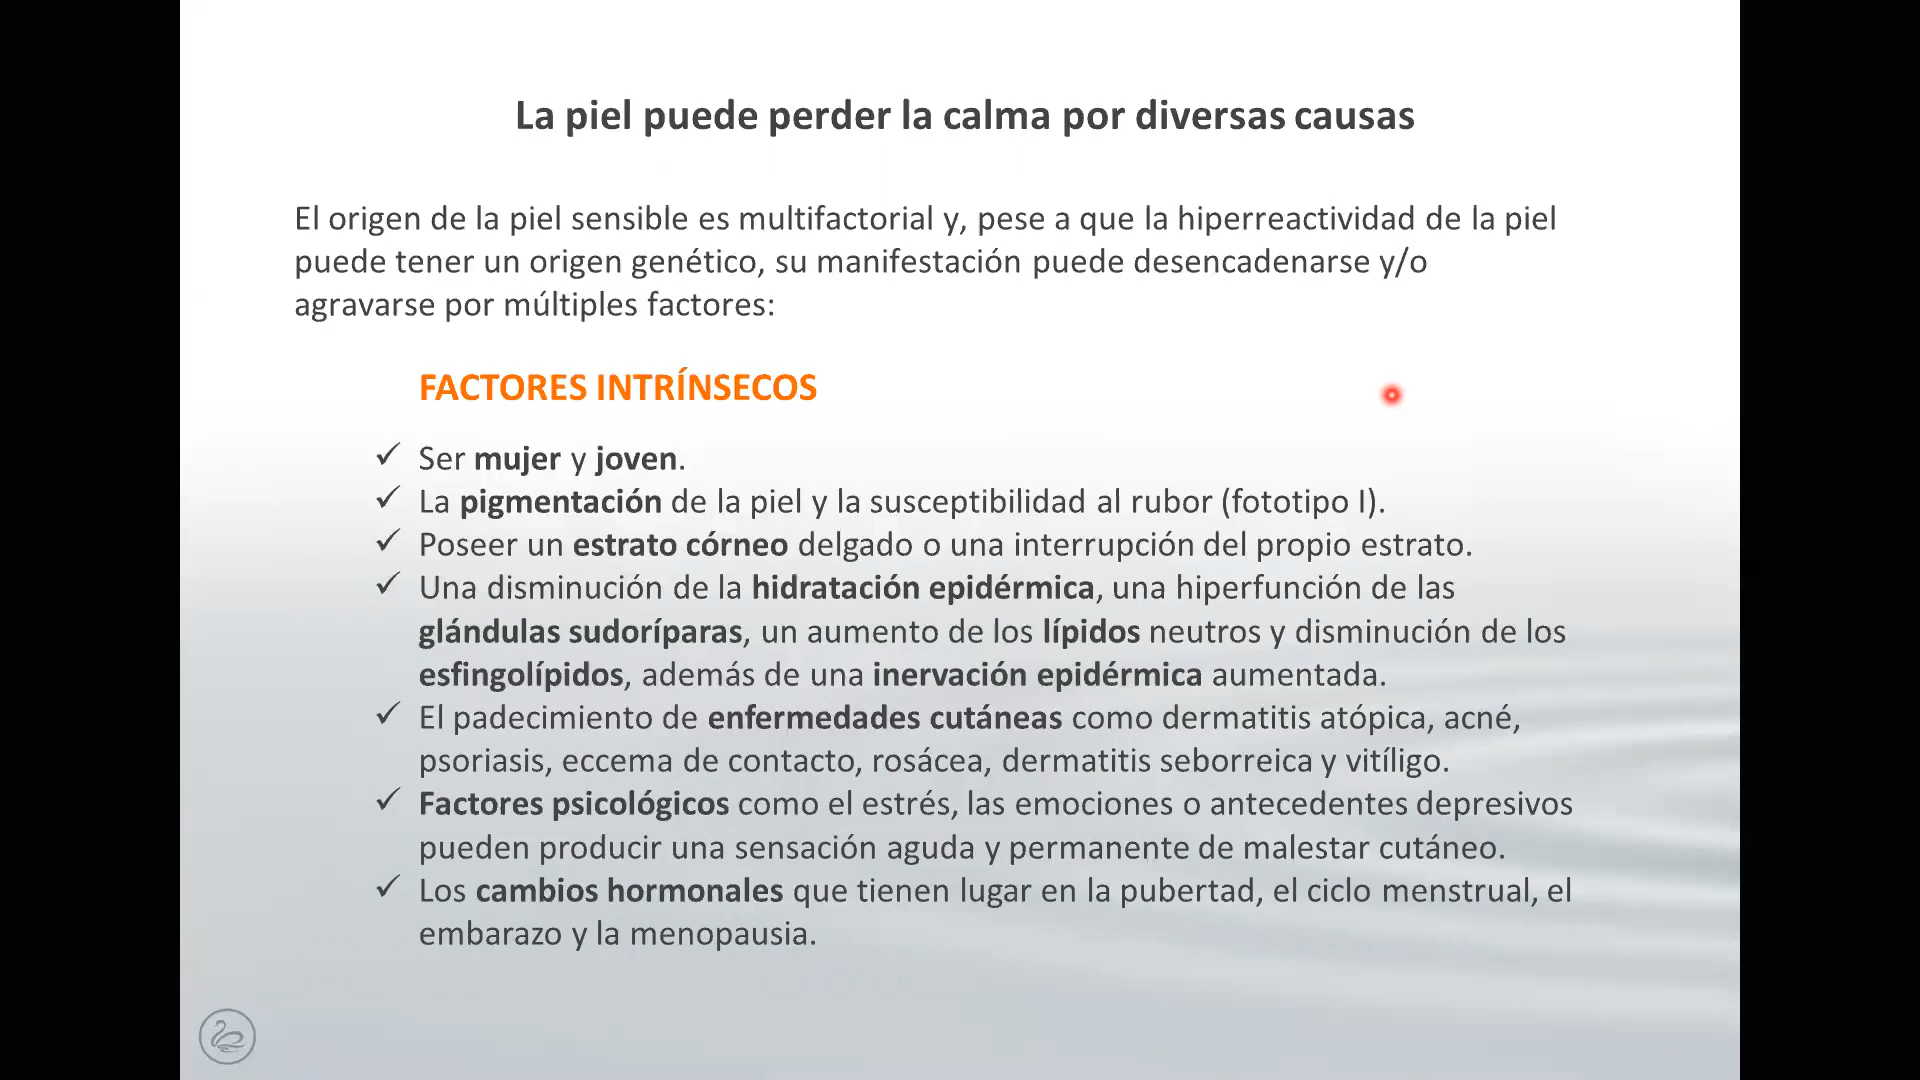 La piel puede perder la calma por diversas causas
El origen de la piel sensible es multifactorial y, pese a que la hiperreactividad de la piel
puede tener un origen genético, su manifestación puede desencadenarse y/o
agravarse por múltiples factores:
FACTORES INTRÍNSECOS
✓ Ser mujer y joven.
✓ La pigmentación de la piel y la susceptibilidad al rubor (fototipo I).
✓ Poseer un estrato córneo delgado o una interrupción del propio estrato.
✓ Una disminución de la hidratación epidérmica, una hiperfunción de las
glándulas sudoríparas, un aumento de los lípidos neutros y disminución de los
esfingolípidos, además de una inervación epidérmica aumentada.
✓ El padecimiento de enfermedades cutáneas como dermatitis atópica, acné,
psoriasis, eccema de contacto, rosácea, dermatitis seborreica y vitíligo.
✓ Factores psicológicos como el estrés, las emociones o antecedentes depresivos
pueden producir una sensación aguda y permanente de malestar cutáneo.
✓ Los cambios hormonales que tienen lugar en la pubertad, el ciclo menstrual, el
embarazo y la menopausia.